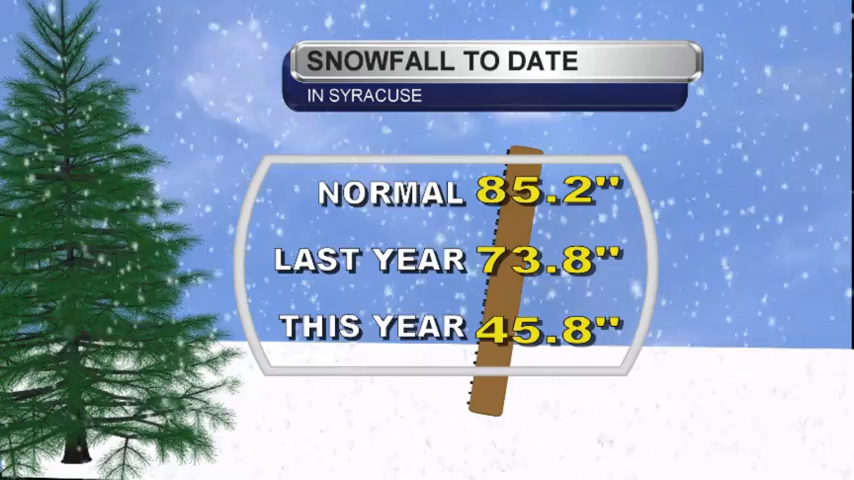 SNOWFALL TO DATE
IN SYRACUSE
NORMAL 85.2"
LAST YEAR 73.8"
THIS YEAR 45.8"